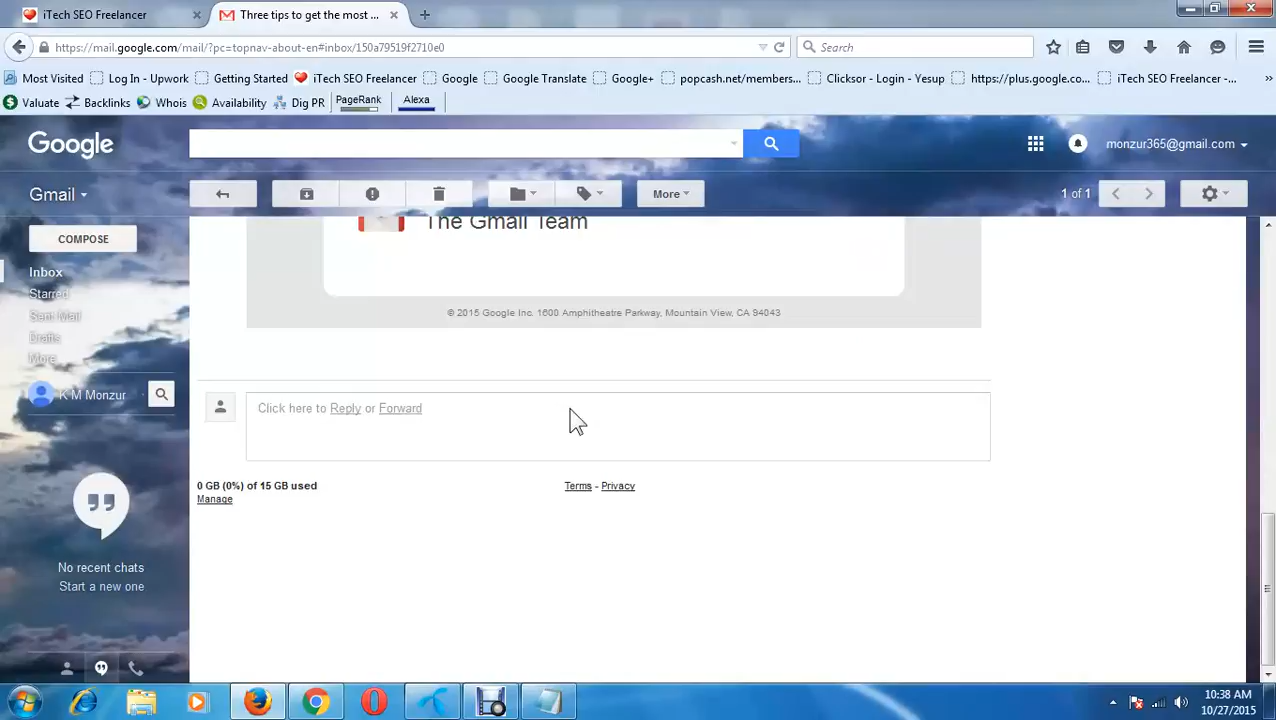 iTech SEO Freelancer
Three tips to get the most ...
https://mail.google.com/mail/?pc=topnav-about-en#inbox/150a79519f2710e0
Search
Most Visited
Log In - Upwork
Getting Started
iTech SEO Freelancer
Google
Google Translate
Google+
popcash.net/members...
Clicksor - Login - Yesup
https://plus.google.co...
iTech SEO Freelancer -...
»
Valuate
Backlinks
Whois
Availability
Dig PR
PageRank
Alexa
Google
monzur365@gmail.com
Gmail
More
1 of 1
COMPOSE
Inbox
Starred
Sent Mail
Drafts
More
K M Monzur
No recent chats
Start a new one
The Gmail Team
© 2015 Google Inc. 1600 Amphitheatre Parkway, Mountain View, CA 94043
Click here to Reply or Forward
0 GB (0%) of 15 GB used
Manage
Terms - Privacy
10:38 AM
10/27/2015